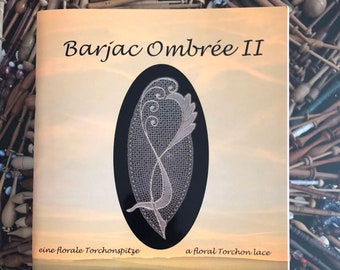 Barjac Ombrée II
eine florale Torchonspitze
a floral Torchon lace